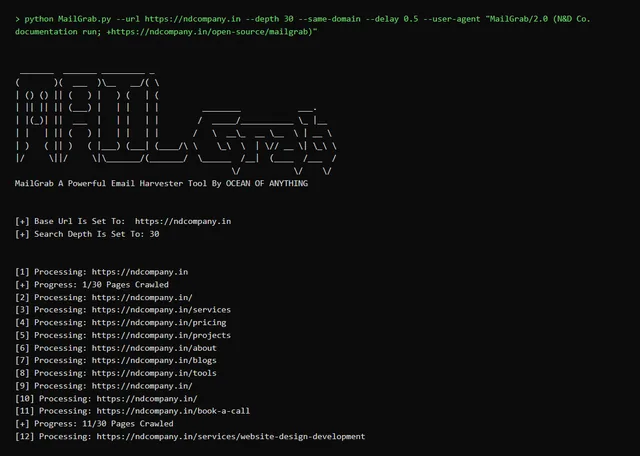 > python MailGrab.py --url https://ndcompany.in --depth 30 --same-domain --delay 0.5 --user-agent "MailGrab/2.0 (N&D Co.
documentation run; +https://ndcompany.in/open-source/mailgrab)"
MailGrab A Powerful Email Harvester Tool By OCEAN OF ANYTHING
[+] Base Url Is Set To:  https://ndcompany.in
[+] Search Depth Is Set To: 30
[1] Processing: https://ndcompany.in
[+] Progress: 1/30 Pages Crawled
[2] Processing: https://ndcompany.in/
[3] Processing: https://ndcompany.in/services
[4] Processing: https://ndcompany.in/pricing
[5] Processing: https://ndcompany.in/projects
[6] Processing: https://ndcompany.in/about
[7] Processing: https://ndcompany.in/blogs
[8] Processing: https://ndcompany.in/tools
[9] Processing: https://ndcompany.in/
[10] Processing: https://ndcompany.in/
[11] Processing: https://ndcompany.in/book-a-call
[+] Progress: 11/30 Pages Crawled
[12] Processing: https://ndcompany.in/services/website-design-development